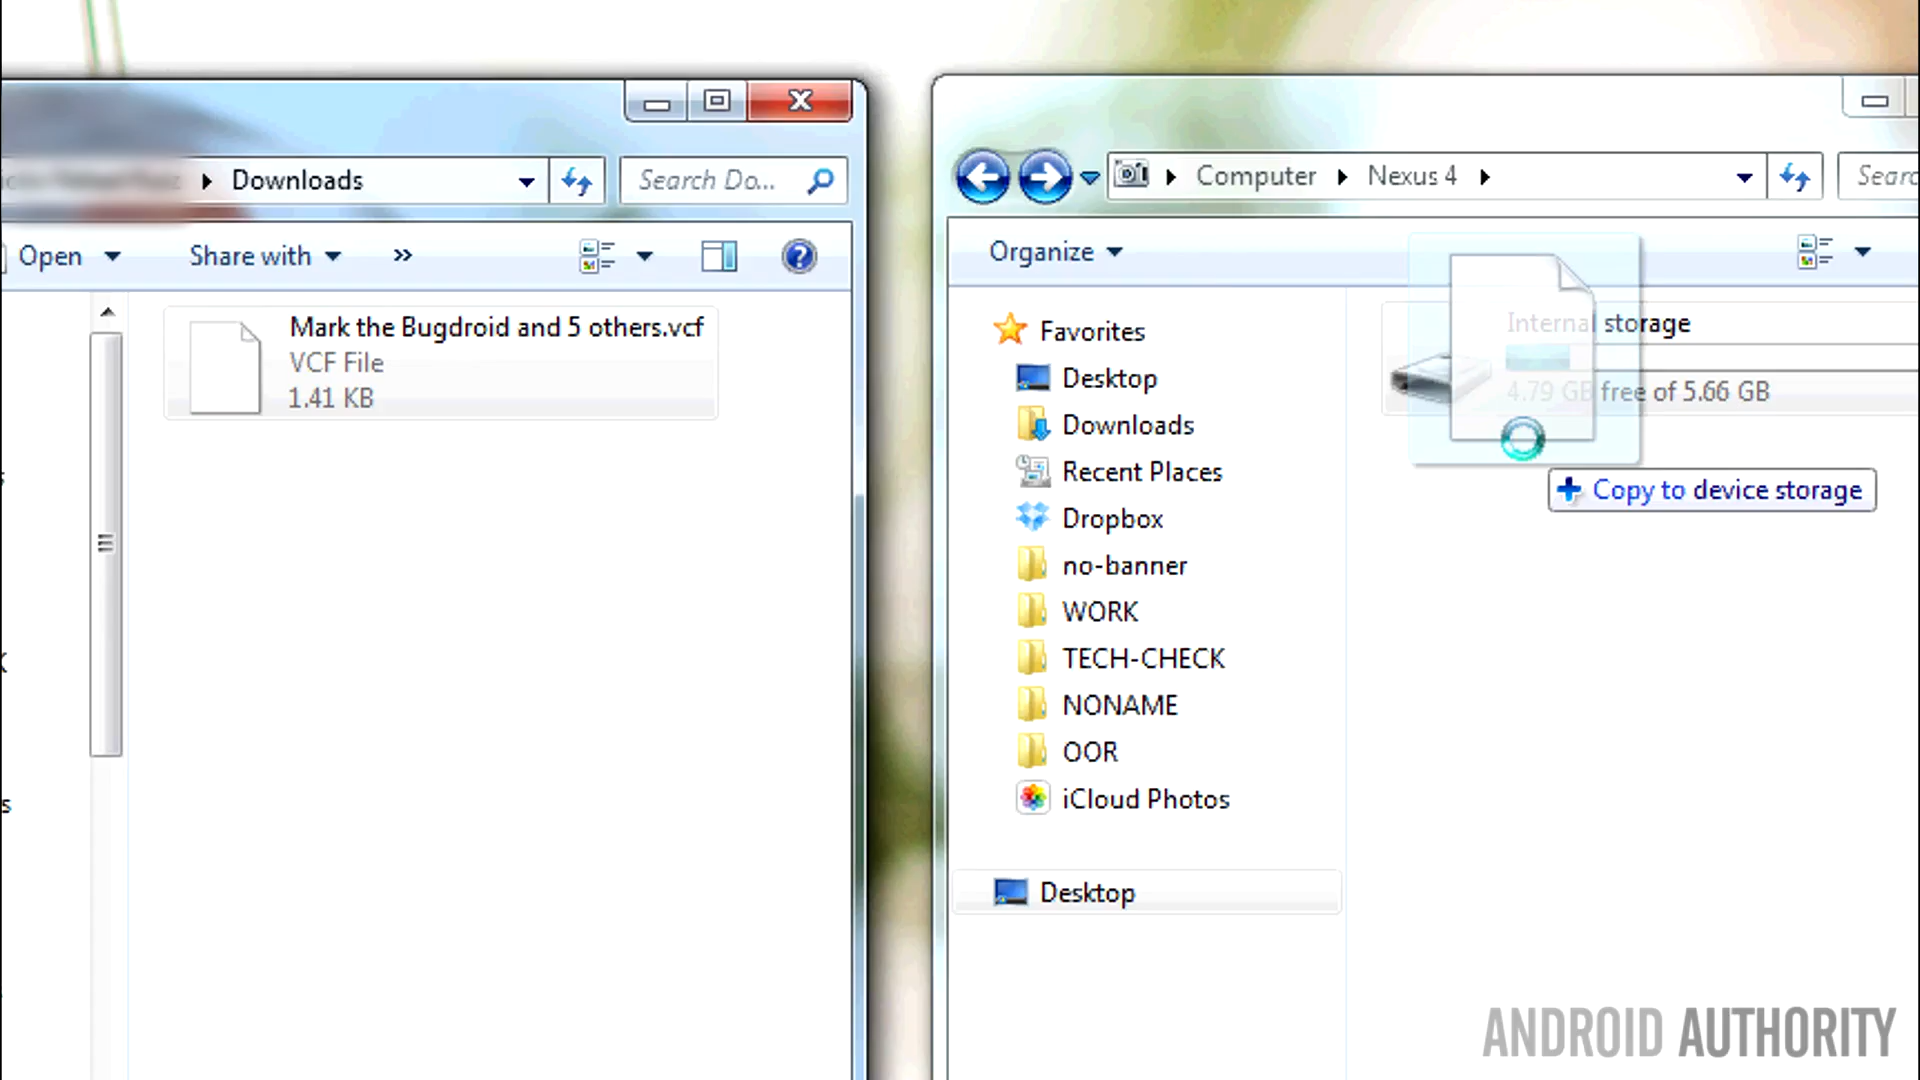 Downloads
Search Do...
Open
Share with
»
Mark the Bugdroid and 5 others.vcf
VCF File
1.41 KB
Computer
Nexus 4
Searc
Organize
Favorites
Desktop
Downloads
Recent Places
Dropbox
no-banner
WORK
TECH-CHECK
NONAME
OOR
iCloud Photos
Desktop
Internal storage
4.79 GB free of 5.66 GB
Copy to device storage
ANDROID AUTHORITY